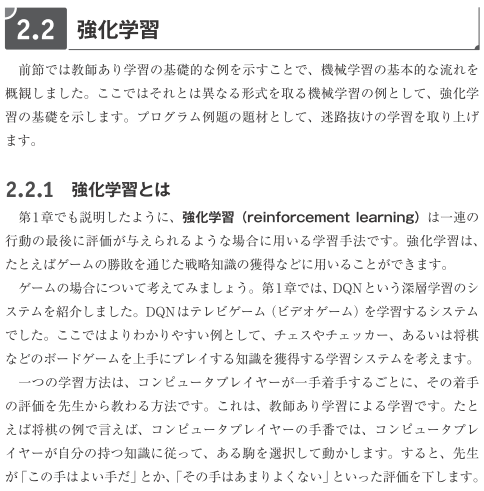 2.2 強化学習
前節では教師あり学習の基礎的な例を示すことで、機械学習の基本的な流れを
概観しました。ここではそれとは異なる形式を取る機械学習の例として、強化学
習の基礎を示します。プログラム例題の題材として、迷路抜けの学習を取り上げ
ます。
2.2.1 強化学習とは
第1章でも説明したように、強化学習（reinforcement learning）は一連の
行動の最後に評価が与えられるような場合に用いる学習手法です。強化学習は、
たとえばゲームの勝敗を通じた戦略知識の獲得などに用いることができます。
ゲームの場合について考えてみましょう。第1章では、DQNという深層学習のシ
ステムを紹介しました。DQNはテレビゲーム（ビデオゲーム）を学習するシステム
でした。ここではよりわかりやすい例として、チェスやチェッカー、あるいは将棋
などのボードゲームを上手にプレイする知識を獲得する学習システムを考えます。
一つの学習方法は、コンピュータプレイヤーが一手着手するごとに、その着手
の評価を先生から教わる方法です。これは、教師あり学習による学習です。たと
えば将棋の例で言えば、コンピュータプレイヤーの手番では、コンピュータプレ
イヤーが自分の持つ知識に従って、ある駒を選択して動かします。すると、先生
が「この手はよい手だ」とか、「その手はあまりよくない」といった評価を下します。